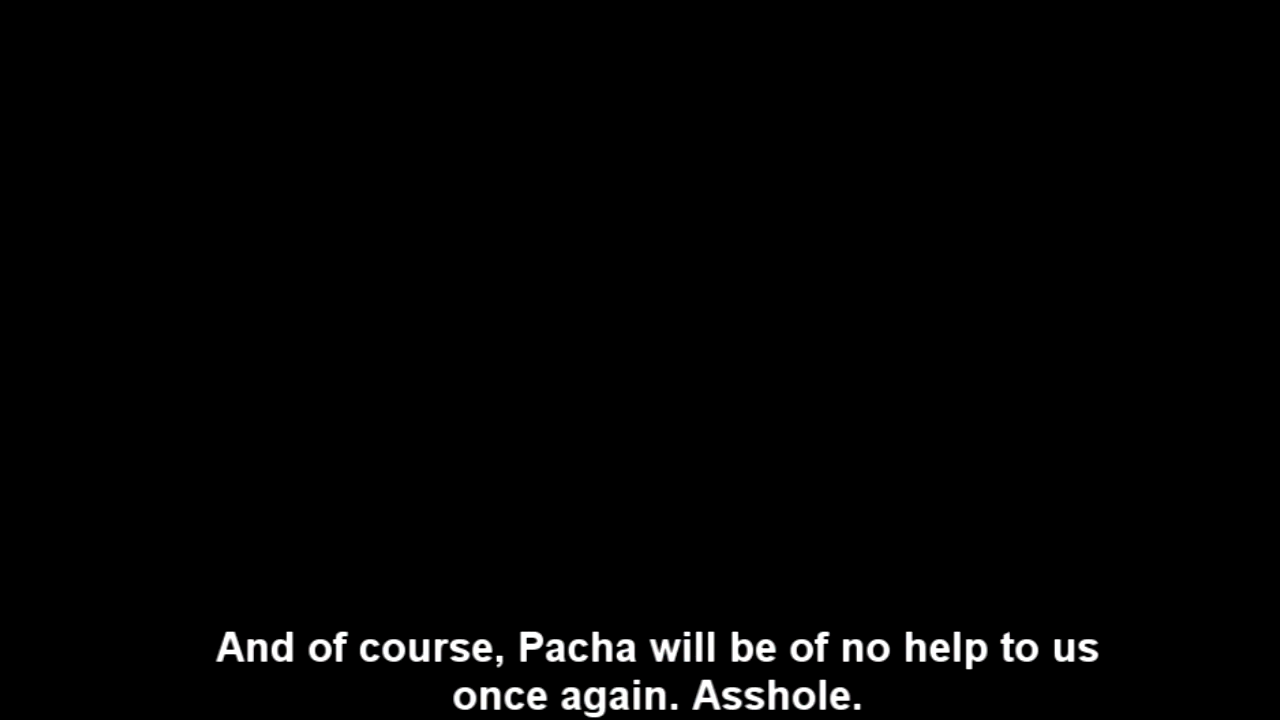 And of course, Pacha will be of no help to us
once again. Asshole.